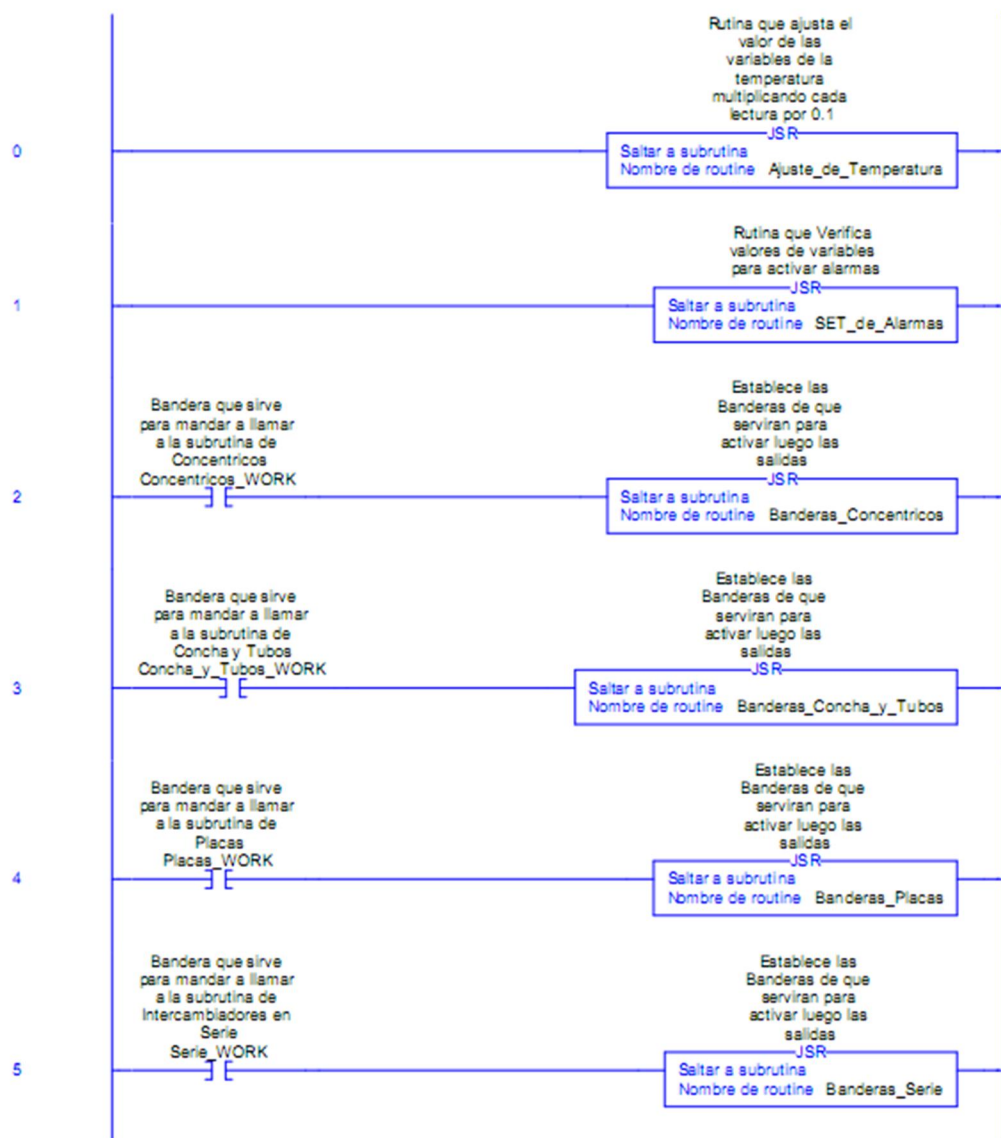 Rutina que ajusta el
valor de las
variables de la
temperatura
multiplicando cada
lectura por 0.1
JSR
0
Saltar a subrutina
Nombre de routine Ajuste_de_Temperatura
Rutina que Verifica
valores de variables
para activar alarmas
JSR
1
Saltar a subrutina
Nombre de routine SET_de_Alarmas
Bandera que sirve
para mandar a llamar
a la subrutina de
Concentricos
Concentricos_WORK
Establece las
Banderas de que
serviran para
activar luego las
salidas
JSR
2
Saltar a subrutina
Nombre de routine Banderas_Concentricos
Bandera que sirve
para mandar a llamar
a la subrutina de
Concha y Tubos
Concha_y_Tubos_WORK
Establece las
Banderas de que
serviran para
activar luego las
salidas
JSR
3
Saltar a subrutina
Nombre de routine Banderas_Concha_y_Tubos
Bandera que sirve
para mandar a llamar
a la subrutina de
Placas
Placas_WORK
Establece las
Banderas de que
serviran para
activar luego las
salidas
JSR
4
Saltar a subrutina
Nombre de routine Banderas_Placas
Bandera que sirve
para mandar a llamar
a la subrutina de
Intercambiadores en
Serie
Serie_WORK
Establece las
Banderas de que
serviran para
activar luego las
salidas
JSR
5
Saltar a subrutina
Nombre de routine Banderas_Serie